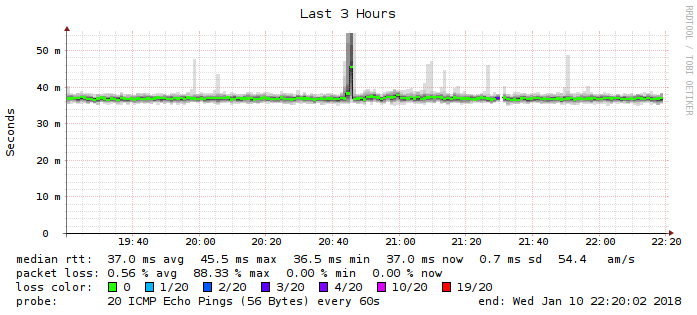 Last 3 Hours
RRDTOOL / TOBI OETIKER
Seconds
50 m
40 m
30 m
20 m
10 m
0
19:40 20:00 20:20 20:40 21:00 21:20 21:40 22:00 22:20
median rtt: 37.0 ms avg 45.5 ms max 36.5 ms min 37.0 ms now 0.7 ms sd 54.4 am/s
packet loss: 0.56 % avg 88.33 % max 0.00 % min 0.00 % now
loss color: 0 1/20 2/20 3/20 4/20 10/20 19/20
probe: 20 ICMP Echo Pings (56 Bytes) every 60s end: Wed Jan 10 22:20:02 2018